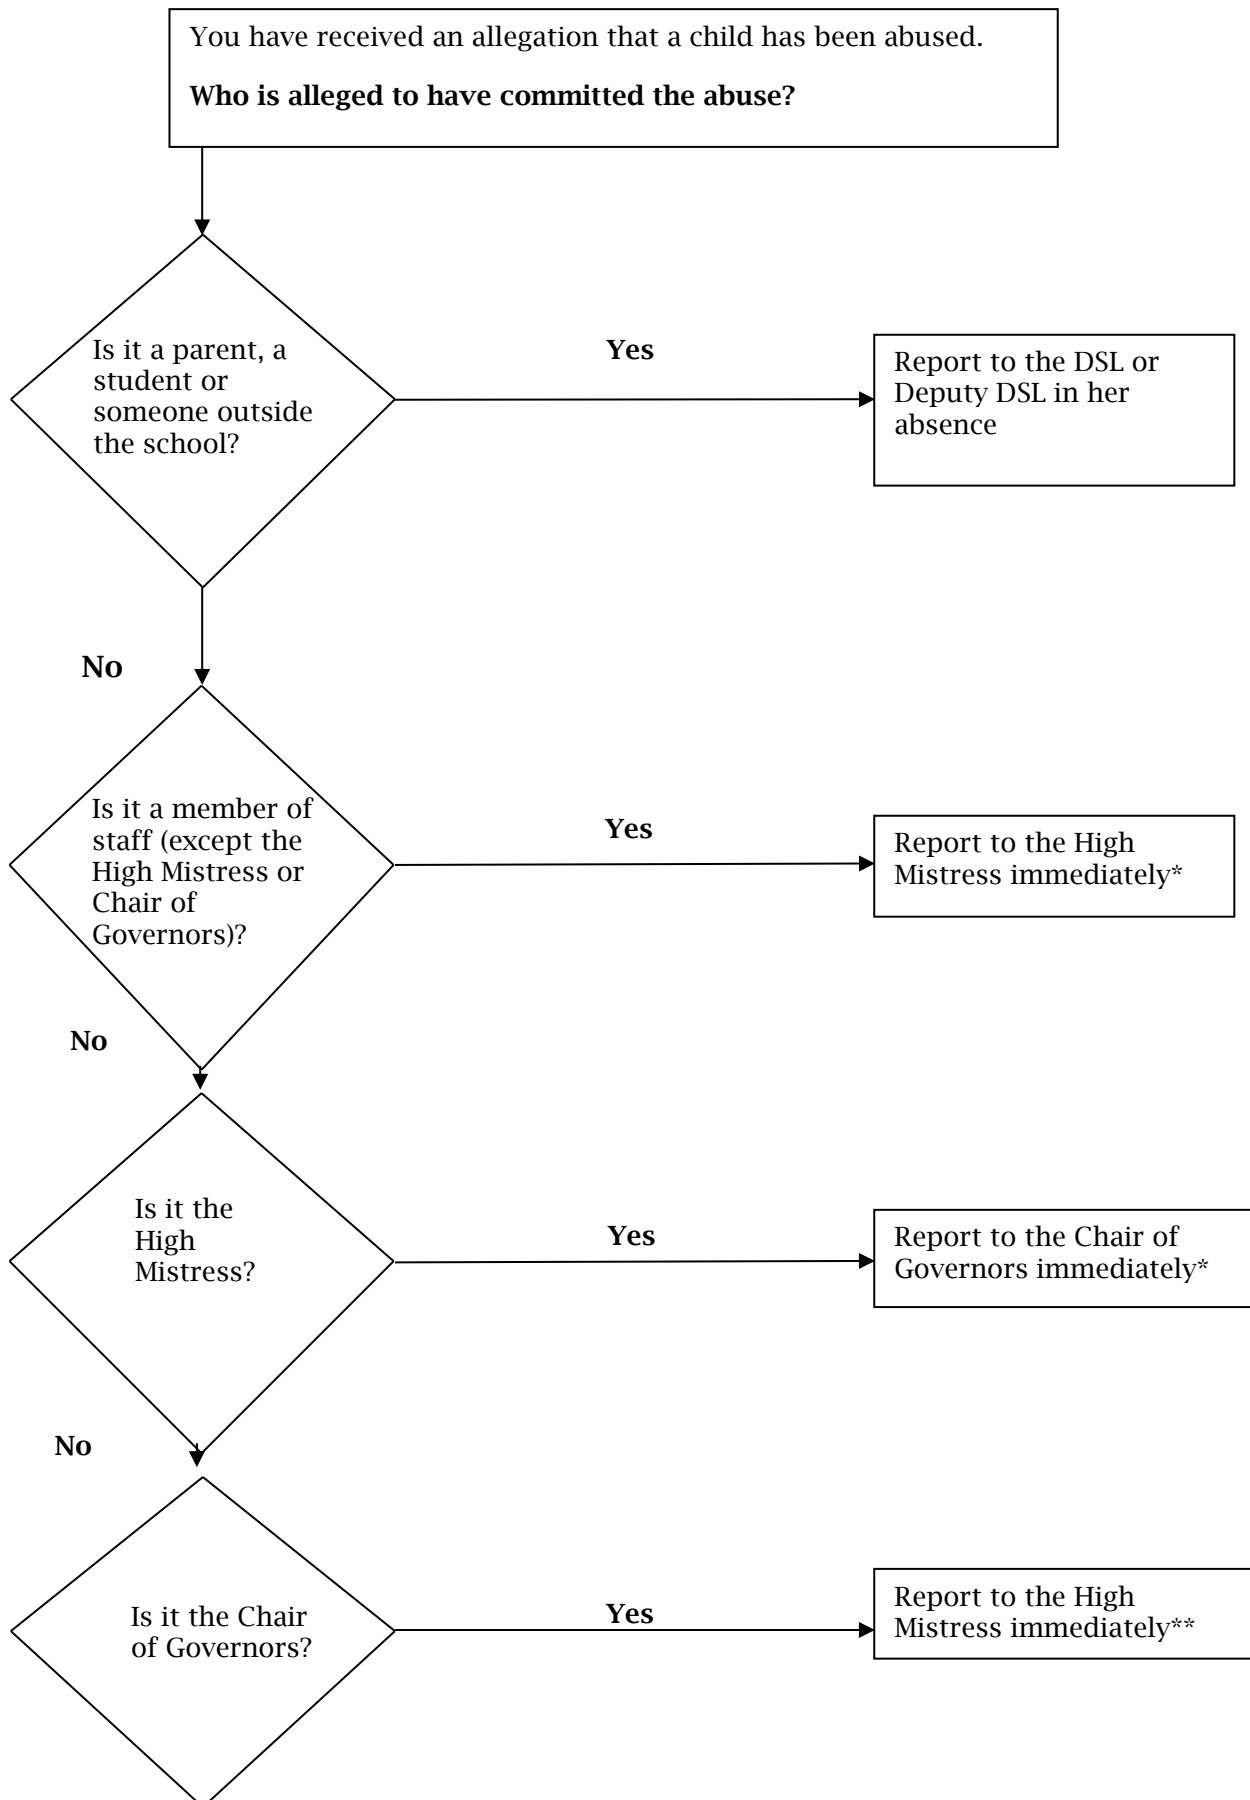 You have received an allegation that a child has been abused.
Who is alleged to have committed the abuse?
Is it a parent, a
student or
someone outside
the school?
Yes
Report to the DSL or
Deputy DSL in her
absence
No
Is it a member of
staff (except the
High Mistress or
Chair of
Governors)?
Yes
Report to the High
Mistress immediately*
No
Is it the
High
Mistress?
Yes
Report to the Chair of
Governors immediately*
No
Is it the Chair
of Governors?
Yes
Report to the High
Mistress immediately**